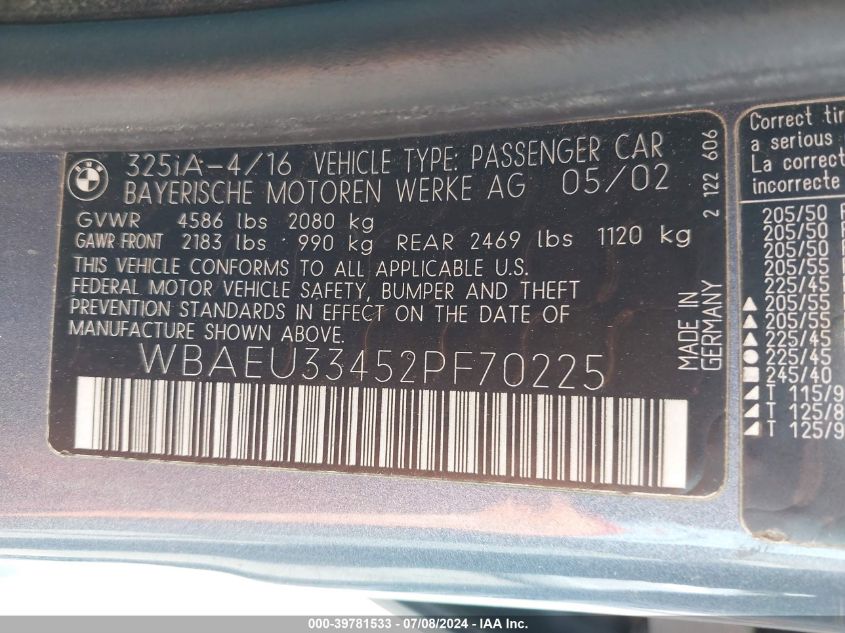 BMW
325iA-4/16 VEHICLE TYPE: PASSENGER CAR
BAYERISCHE MOTOREN WERKE AG 05/02
GVWR 4586 lbs 2080 kg
GAWR FRONT 2183 lbs 990 kg REAR 2469 lbs 1120 kg
THIS VEHICLE CONFORMS TO ALL APPLICABLE U.S.
FEDERAL MOTOR VEHICLE SAFETY, BUMPER AND THEFT
PREVENTION STANDARDS IN EFFECT ON THE DATE OF
MANUFACTURE SHOWN ABOVE.
WBAEU33452PF70225
MADE IN
GERMANY
2 122 606
Correct tir
a serious
La correct
incorrecte
205/50 R
205/50 R
205/50 R
205/55 R
225/45 R
▲ 205/55
▲ 205/55
▲ 225/45
● 225/45
■ 245/40
T 115/9
T 125/8
T 125/9
000-39781533 - 07/08/2024 - IAA Inc.